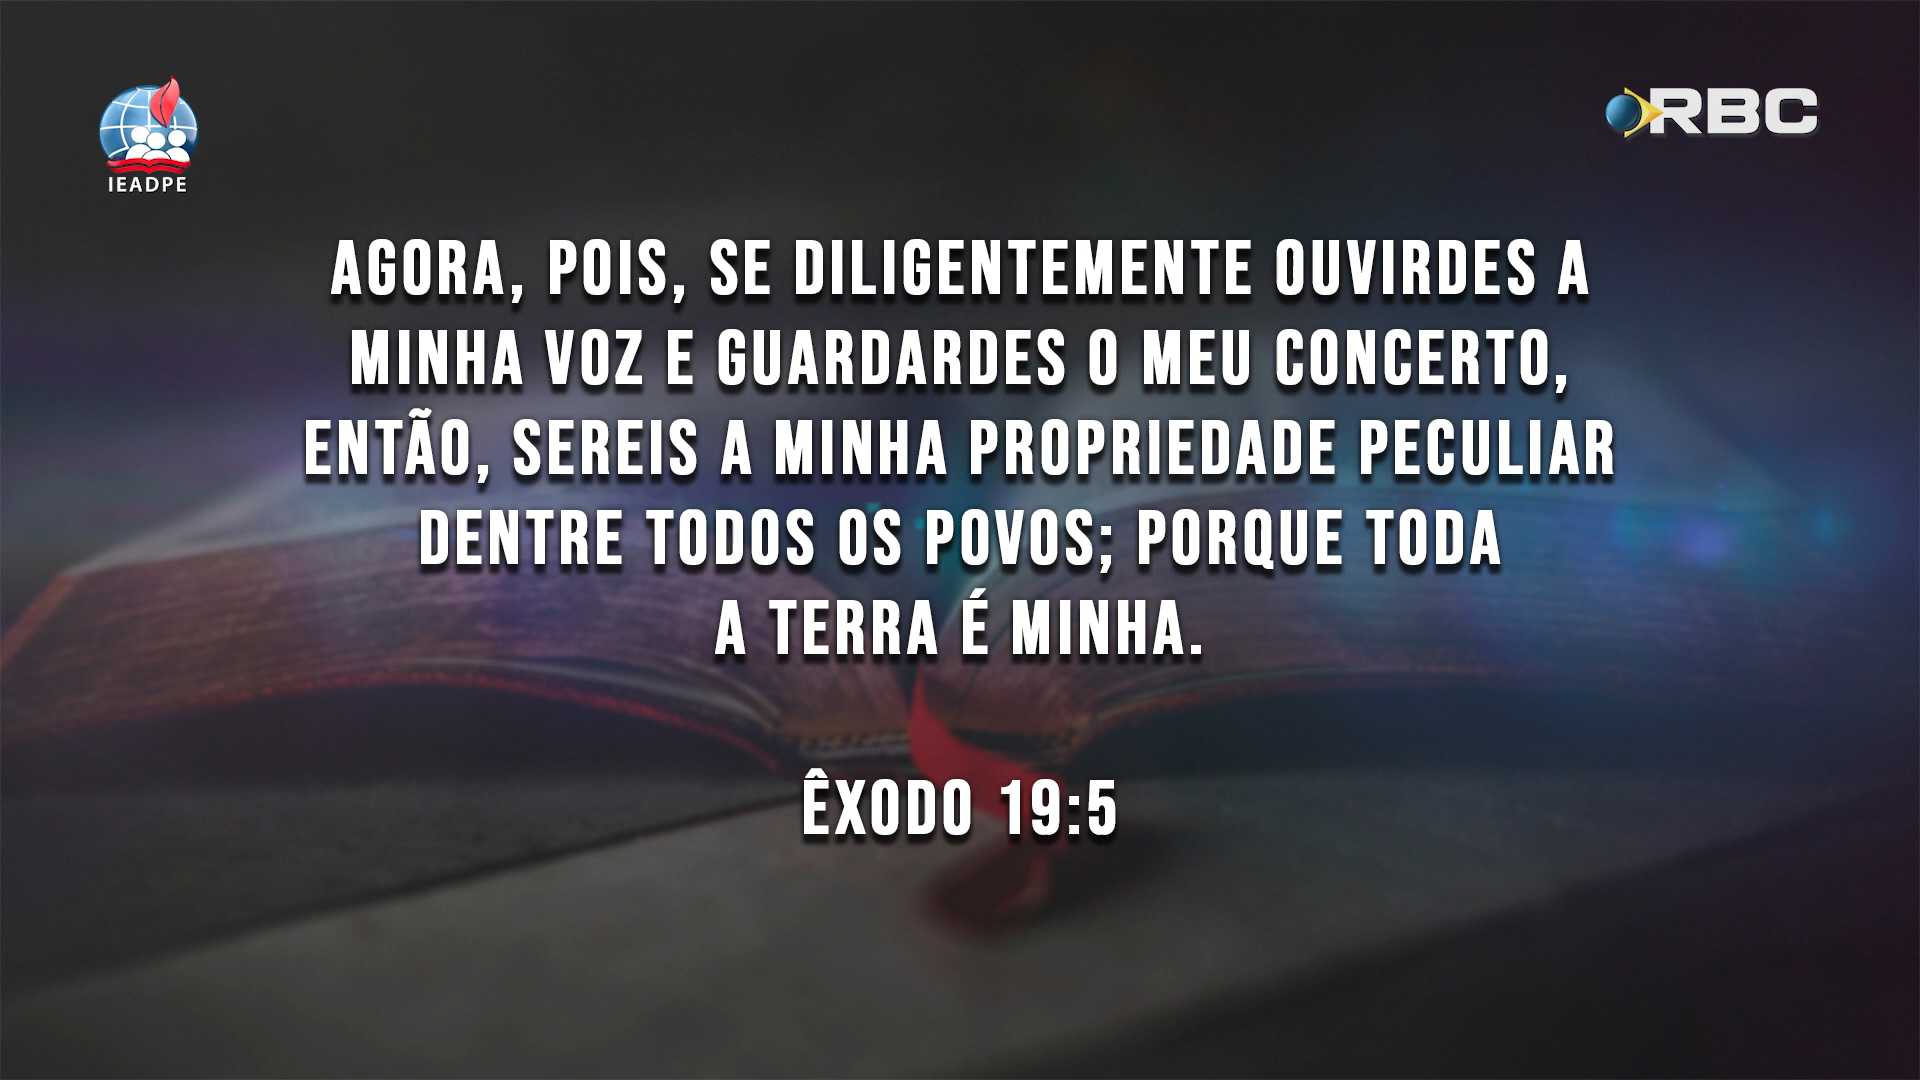 IEADPE
RBC
AGORA, POIS, SE DILIGENTEMENTE OUVIRDES A
MINHA VOZ E GUARDARDES O MEU CONCERTO,
ENTÃO, SEREIS A MINHA PROPRIEDADE PECULIAR
DENTRE TODOS OS POVOS; PORQUE TODA
A TERRA É MINHA.
ÊXODO 19:5